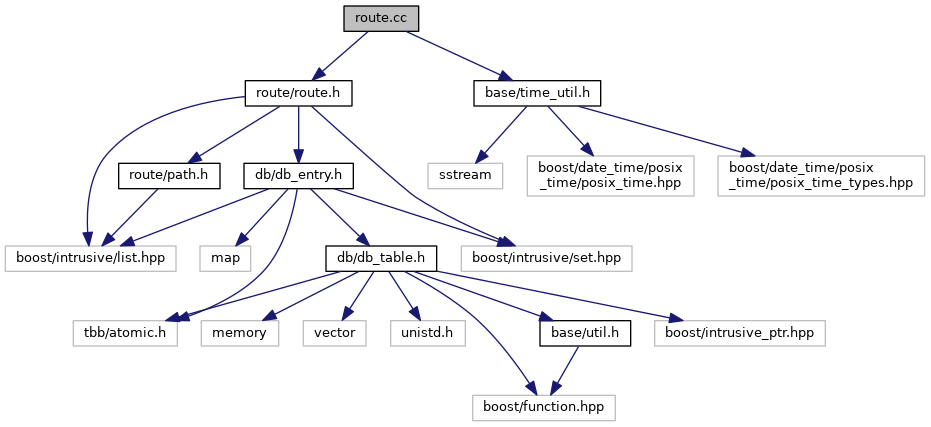 route.cc
route/route.h
base/time_util.h
route/path.h
db/db_entry.h
sstream
boost/date_time/posix
_time/posix_time.hpp
boost/date_time/posix
_time/posix_time_types.hpp
boost/intrusive/list.hpp
map
db/db_table.h
boost/intrusive/set.hpp
tbb/atomic.h
memory
vector
unistd.h
base/util.h
boost/intrusive_ptr.hpp
boost/function.hpp